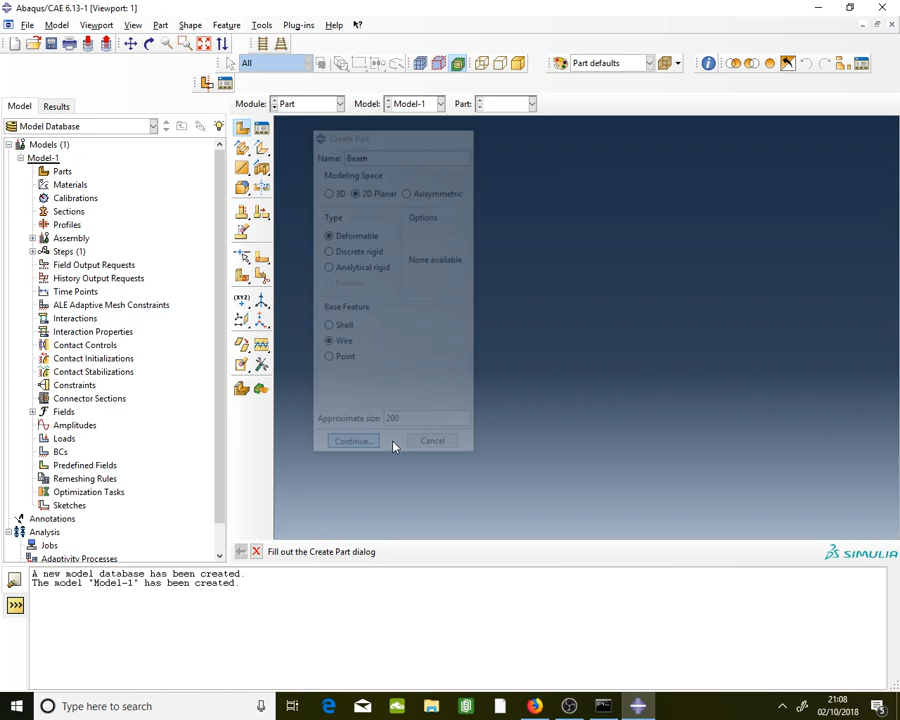 Abaqus/CAE 6.13-1 [Viewport: 1]
File Model Viewport View Part Shape Feature Tools Plug-ins Help
All Part defaults
Model Results Module: Part Model: Model-1 Part:
Model Database
Models (1)
Model-1
Parts
Materials
Calibrations
Sections
Profiles
Assembly
Steps (1)
Field Output Requests
History Output Requests
Time Points
ALE Adaptive Mesh Constraints
Interactions
Interaction Properties
Contact Controls
Contact Initializations
Contact Stabilizations
Constraints
Connector Sections
Fields
Amplitudes
Loads
BCs
Predefined Fields
Remeshing Rules
Optimization Tasks
Sketches
Annotations
Analysis
Jobs
Adaptivity Processes
(XYZ)
Create Part
Name: Beam
Modeling Space
3D 2D Planar Axisymmetric
Type Options
Deformable
Discrete rigid
Analytical rigid
Eulerian
None available
Base Feature
Shell
Wire
Point
Approximate size: 200
Continue... Cancel
Fill out the Create Part dialog
SIMULIA
A new model database has been created.
The model "Model-1" has been created.
>>>
Type here to search
21:08
02/10/2018
5